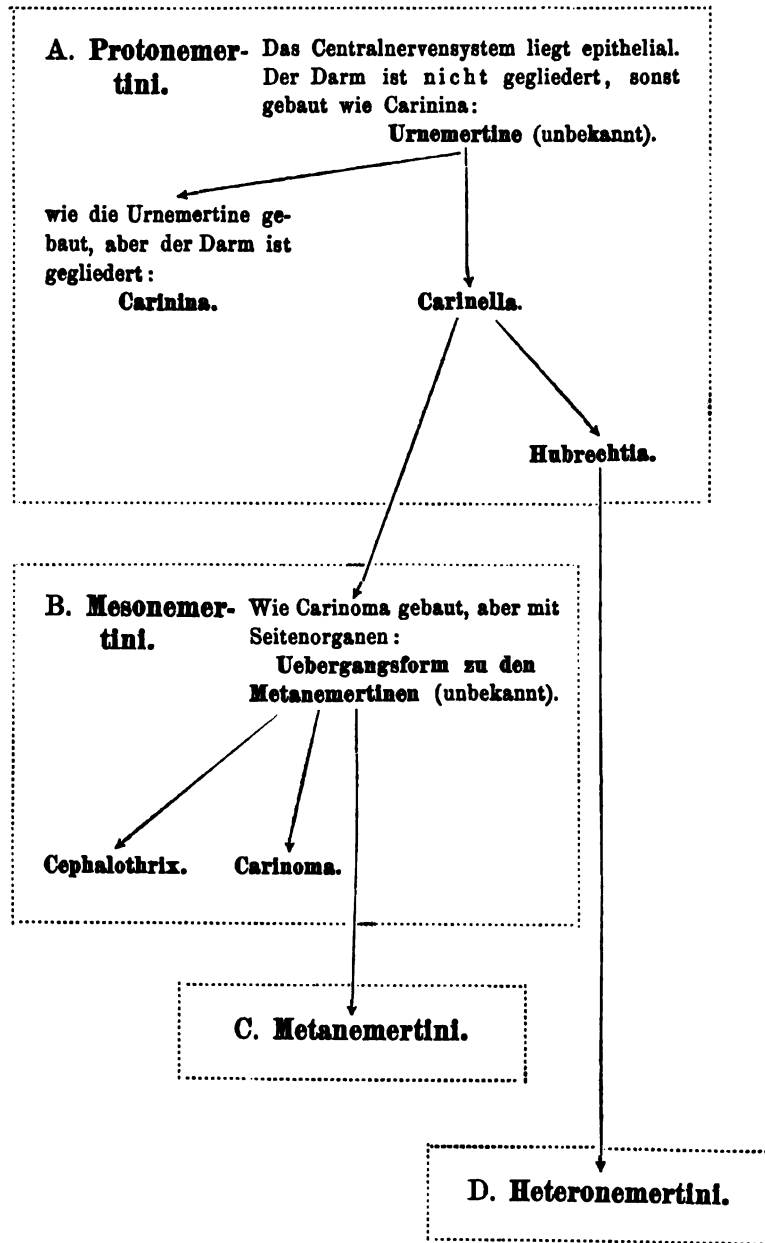 A. Protonemer-
tini.
Das Centralnervensystem liegt epithelial.
Der Darm ist nicht gegliedert, sonst
gebaut wie Carinina:
Urnemertine (unbekannt).
wie die Urnemertine ge-
baut, aber der Darm ist
gegliedert:
Carinina.
Carinella.
Hubrechtia.
B. Mesonemer-
tini.
Wie Carinoma gebaut, aber mit
Seitenorganen:
Uebergangsform zu den
Metanemertinen (unbekannt).
Cephalothrix.
Carinoma.
C. Metanemertini.
D. Heteronemertini.